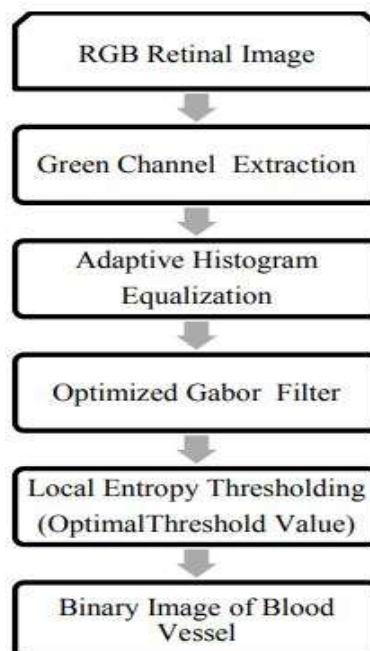 RGB Retinal Image
Green Channel Extraction
Adaptive Histogram
Equalization
Optimized Gabor Filter
Local Entropy Thresholding
(OptimalThreshold Value)
Binary Image of Blood
Vessel